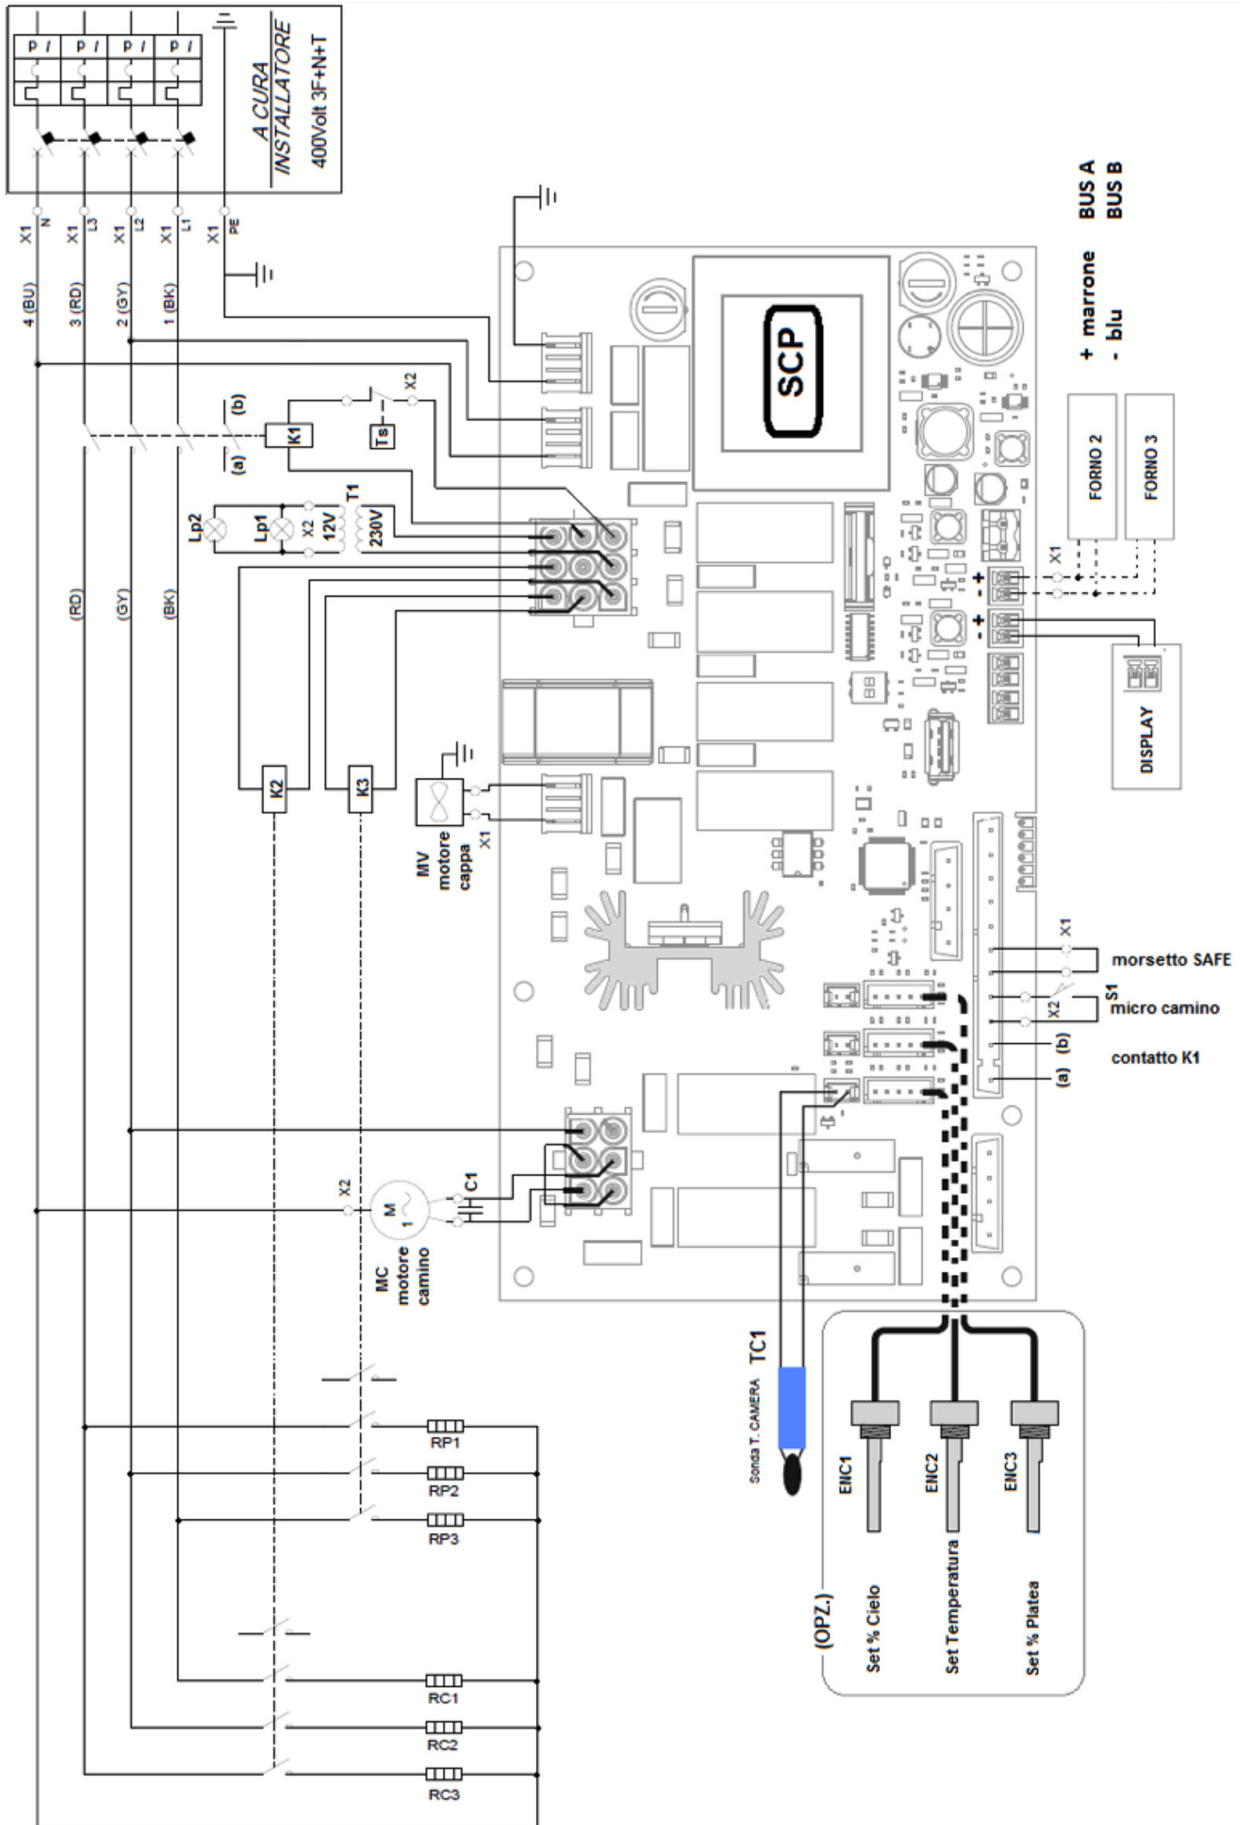 P I
P I
P I
P I
A CURA
INSTALLATORE
400Volt 3F+N+T
X1
N
X1
L3
X1
L2
X1
L1
X1
PE
4 (BU)
3 (RD)
2 (GY)
1 (BK)
(b)
(a)
K1
Ts
X2
Lp2
Lp1
X2
12V
T1
230V
(RD)
(GY)
(BK)
SCP
+ marrone BUS A
- blu BUS B
FORNO 2
FORNO 3
X1
+
-
+
-
DISPLAY
K2
K3
MV
motore
cappa
X1
X1
morsetto SAFE
S1
X2
micro camino
(b)
(a)
contatto K1
X2
M
1
C1
MC
motore
camino
RP1
RP2
RP3
RC1
RC2
RC3
Sonda T. CAMERA TC1
ENC1
ENC2
ENC3
(OPZ.)
Set % Cielo
Set Temperatura
Set % Platea